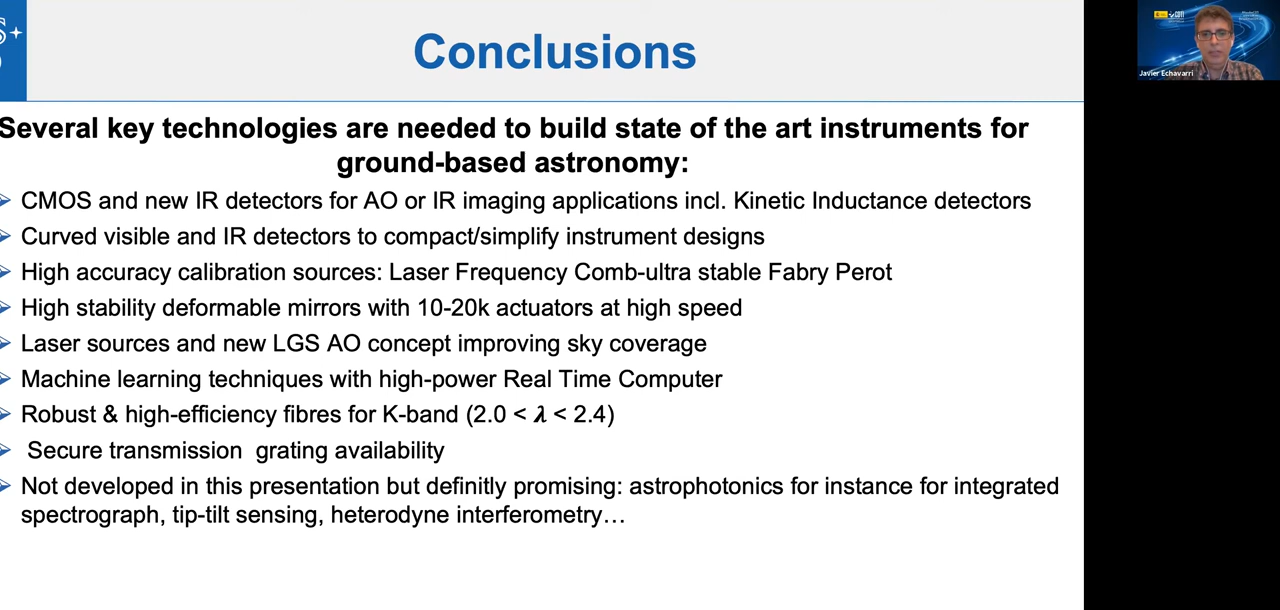 Conclusions
Several key technologies are needed to build state of the art instruments for
ground-based astronomy:
CMOS and new IR detectors for AO or IR imaging applications incl. Kinetic Inductance detectors
Curved visible and IR detectors to compact/simplify instrument designs
High accuracy calibration sources: Laser Frequency Comb-ultra stable Fabry Perot
High stability deformable mirrors with 10-20k actuators at high speed
Laser sources and new LGS AO concept improving sky coverage
Machine learning techniques with high-power Real Time Computer
Robust & high-efficiency fibres for K-band (2.0 < λ < 2.4)
Secure transmission  grating availability
Not developed in this presentation but definitly promising: astrophotonics for instance for integrated
spectrograph, tip-tilt sensing, heterodyne interferometry…
Javier Echavarri